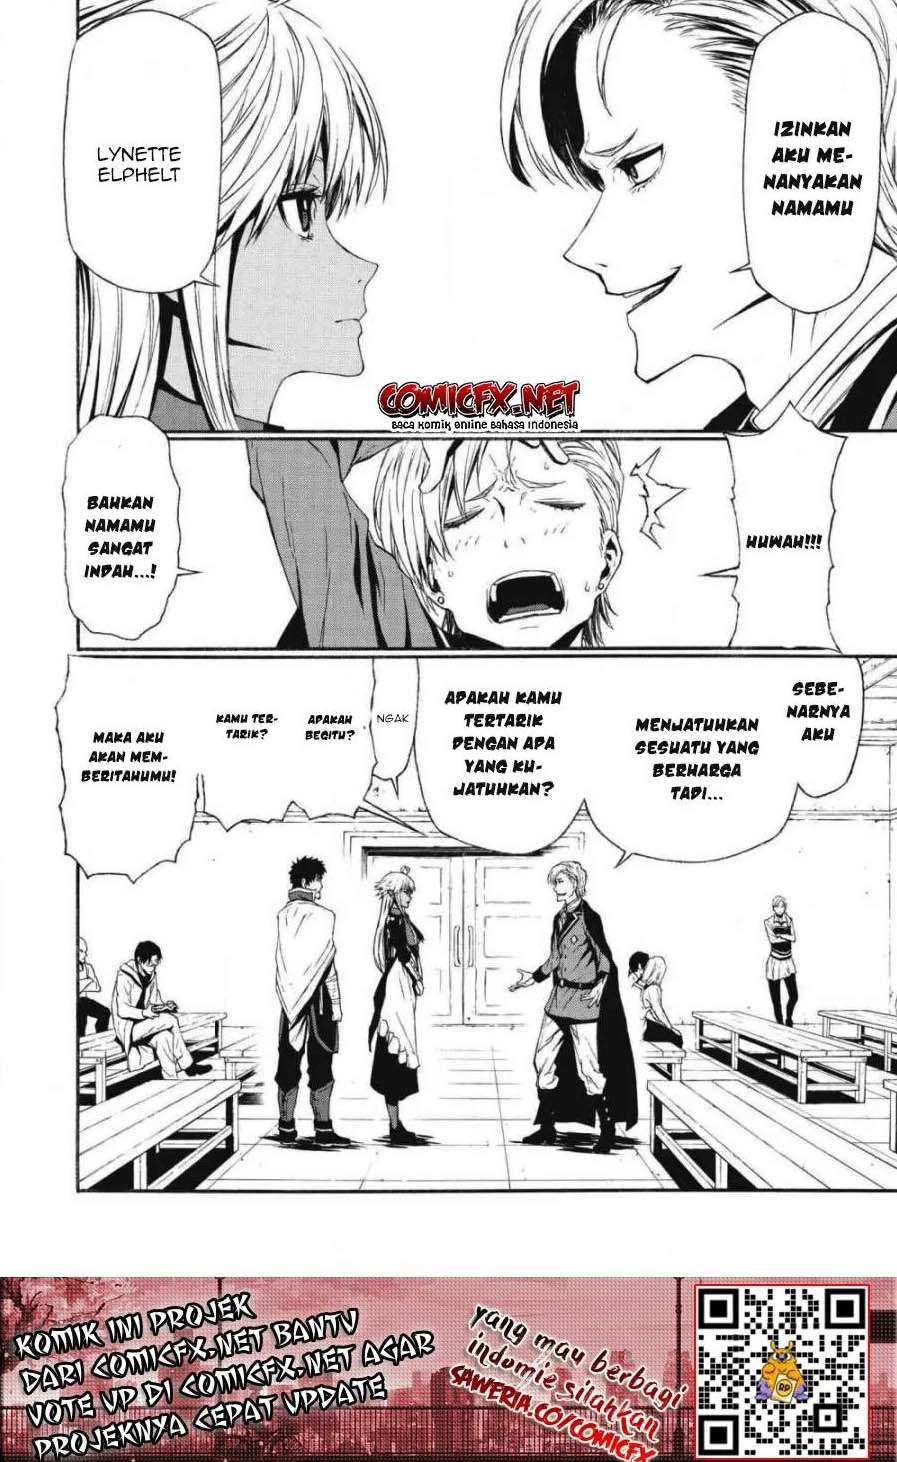 IZINKAN
AKU ME-
NANYAKAN
NAMAMU
LYNETTE
ELPHELT
COMICFX.NET
Baca Komik Online Bahasa Indonesia
HUWAH!!!
BAHKAN
NAMAMU
SANGAT
INDAH...!
SEBE-
NARNYA
AKU
MENJATUHKAN
SESUATU YANG
BERHARGA
TADI...
APAKAH KAMU
TERTARIK
DENGAN APA
YANG KU-
JATUHKAN?
NGAK
APAKAH
BEGITU?
KAMU TER-
TARIK?
MAKA AKU
AKAN MEM-
BERITAHUMU!
KOMIK INI PROJEK
DARI COMICFX.NET BANTU
VOTE UP DI COMICFX.NET AGAR
PROJEKNYA CEPAT UPDATE
yang mau berbagi
indomie silahkan
SAWERIA.CO/COMICFX